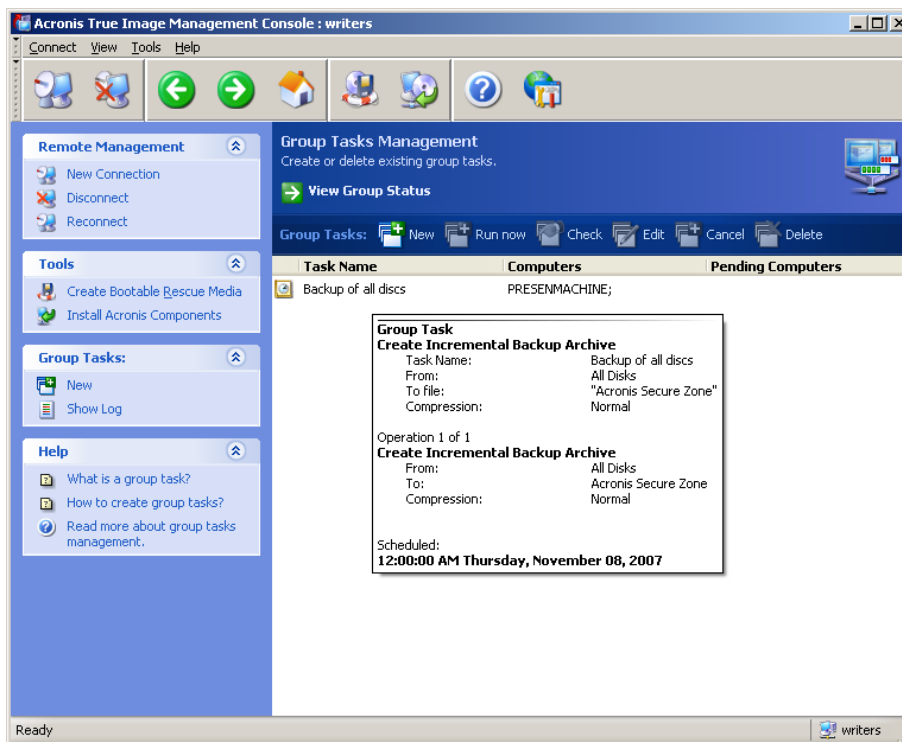 Acronis True Image Management Console : writers
Connect View Tools Help
Remote Management
New Connection
Disconnect
Reconnect
Tools
Create Bootable Rescue Media
Install Acronis Components
Group Tasks:
New
Show Log
Help
What is a group task?
How to create group tasks?
Read more about group tasks
management.
Group Tasks Management
Create or delete existing group tasks.
View Group Status
Group Tasks: New Run now Check Edit Cancel Delete
Task Name Computers Pending Computers
Backup of all discs PRESENMACHINE;
Group Task
Create Incremental Backup Archive
Task Name: Backup of all discs
From: All Disks
To file: "Acronis Secure Zone"
Compression: Normal
Operation 1 of 1
Create Incremental Backup Archive
From: All Disks
To: Acronis Secure Zone
Compression: Normal
Scheduled:
12:00:00 AM Thursday, November 08, 2007
Ready writers